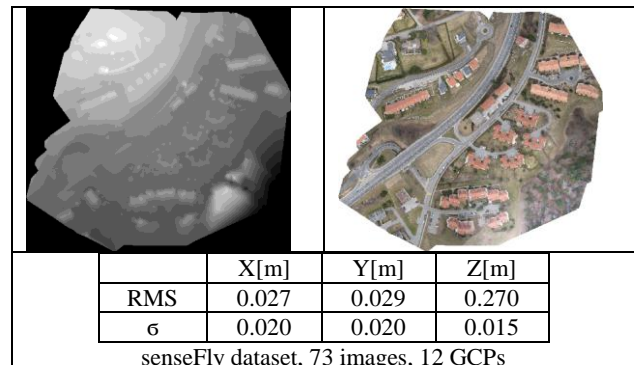 X[m] Y[m] Z[m]
RMS 0.027 0.029 0.270
ϭ 0.020 0.020 0.015
senseFly dataset, 73 images, 12 GCPs